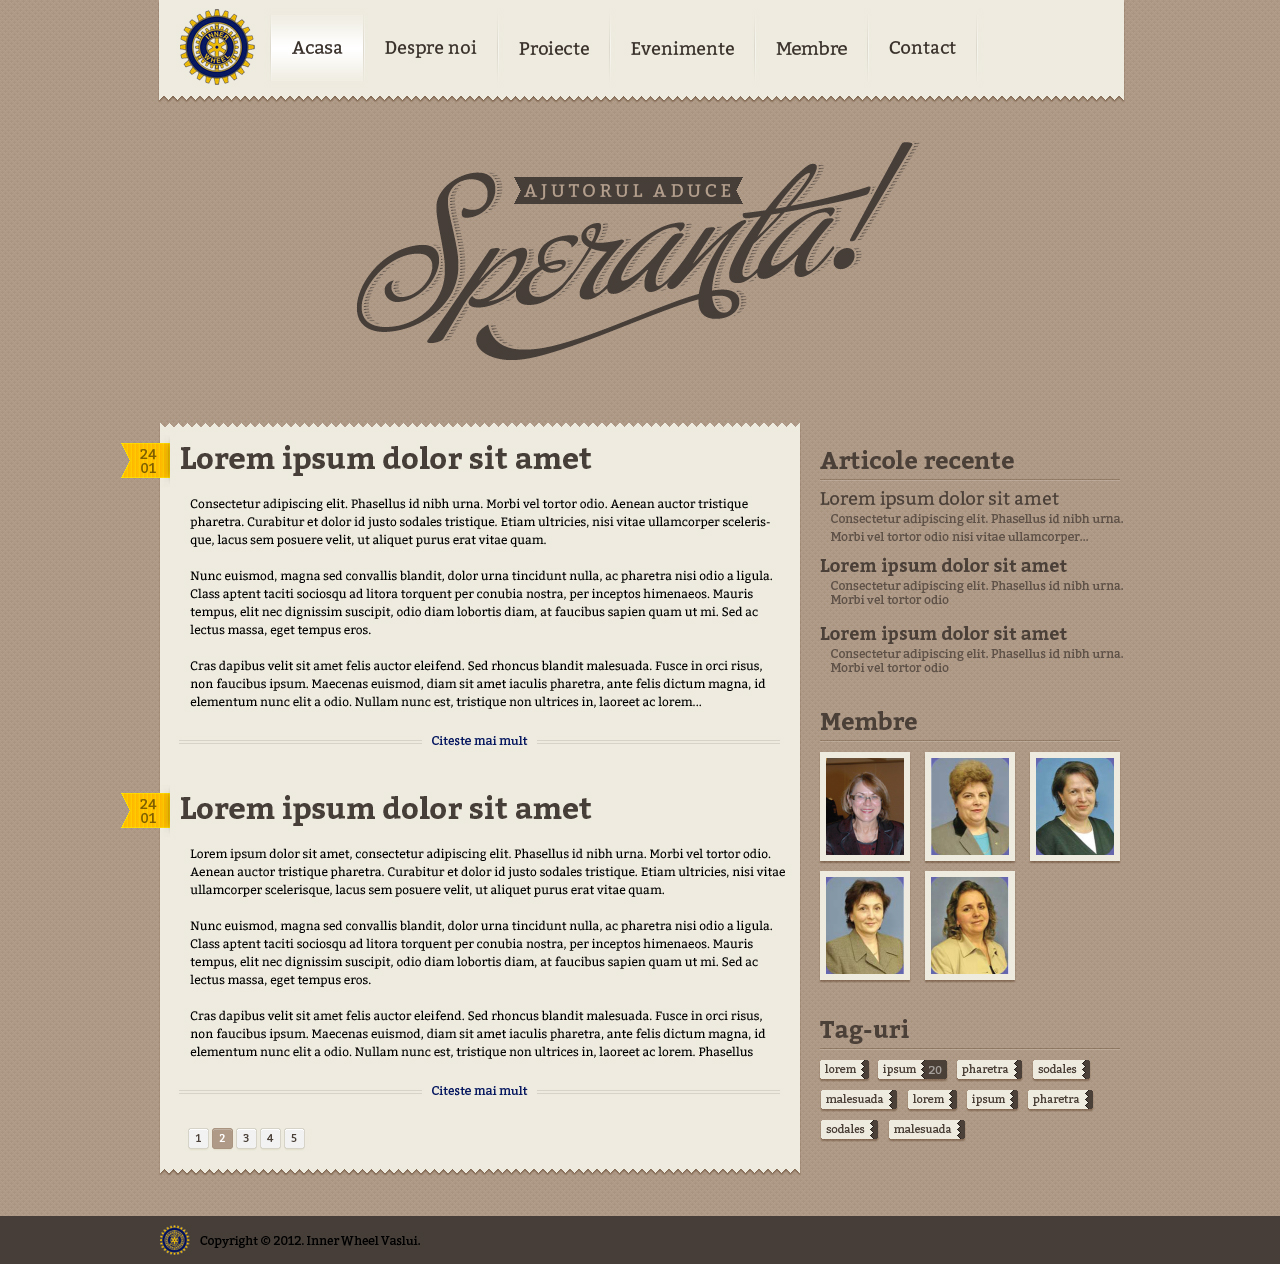 INNER
WHEEL
Acasa
Despre noi
Proiecte
Evenimente
Membre
Contact
AJUTORUL ADUCE
Speranta!
24
01
Lorem ipsum dolor sit amet
Consectetur adipiscing elit. Phasellus id nibh urna. Morbi vel tortor odio. Aenean auctor tristique
pharetra. Curabitur et dolor id justo sodales tristique. Etiam ultricies, nisi vitae ullamcorper sceleris-
que, lacus sem posuere velit, ut aliquet purus erat vitae quam.
Nunc euismod, magna sed convallis blandit, dolor urna tincidunt nulla, ac pharetra nisi odio a ligula.
Class aptent taciti sociosqu ad litora torquent per conubia nostra, per inceptos himenaeos. Mauris
tempus, elit nec dignissim suscipit, odio diam lobortis diam, at faucibus sapien quam ut mi. Sed ac
lectus massa, eget tempus eros.
Cras dapibus velit sit amet felis auctor eleifend. Sed rhoncus blandit malesuada. Fusce in orci risus,
non faucibus ipsum. Maecenas euismod, diam sit amet iaculis pharetra, ante felis dictum magna, id
elementum nunc elit a odio. Nullam nunc est, tristique non ultrices in, laoreet ac lorem...
Citeste mai mult
24
01
Lorem ipsum dolor sit amet
Lorem ipsum dolor sit amet, consectetur adipiscing elit. Phasellus id nibh urna. Morbi vel tortor odio.
Aenean auctor tristique pharetra. Curabitur et dolor id justo sodales tristique. Etiam ultricies, nisi vitae
ullamcorper scelerisque, lacus sem posuere velit, ut aliquet purus erat vitae quam.
Nunc euismod, magna sed convallis blandit, dolor urna tincidunt nulla, ac pharetra nisi odio a ligula.
Class aptent taciti sociosqu ad litora torquent per conubia nostra, per inceptos himenaeos. Mauris
tempus, elit nec dignissim suscipit, odio diam lobortis diam, at faucibus sapien quam ut mi. Sed ac
lectus massa, eget tempus eros.
Cras dapibus velit sit amet felis auctor eleifend. Sed rhoncus blandit malesuada. Fusce in orci risus,
non faucibus ipsum. Maecenas euismod, diam sit amet iaculis pharetra, ante felis dictum magna, id
elementum nunc elit a odio. Nullam nunc est, tristique non ultrices in, laoreet ac lorem. Phasellus
Citeste mai mult
1 2 3 4 5
Articole recente
Lorem ipsum dolor sit amet
Consectetur adipiscing elit. Phasellus id nibh urna.
Morbi vel tortor odio nisi vitae ullamcorper...
Lorem ipsum dolor sit amet
Consectetur adipiscing elit. Phasellus id nibh urna.
Morbi vel tortor odio
Lorem ipsum dolor sit amet
Consectetur adipiscing elit. Phasellus id nibh urna.
Morbi vel tortor odio
Membre
Tag-uri
lorem ipsum 20 pharetra sodales
malesuada lorem ipsum pharetra
sodales malesuada
Copyright © 2012. Inner Wheel Vaslui.